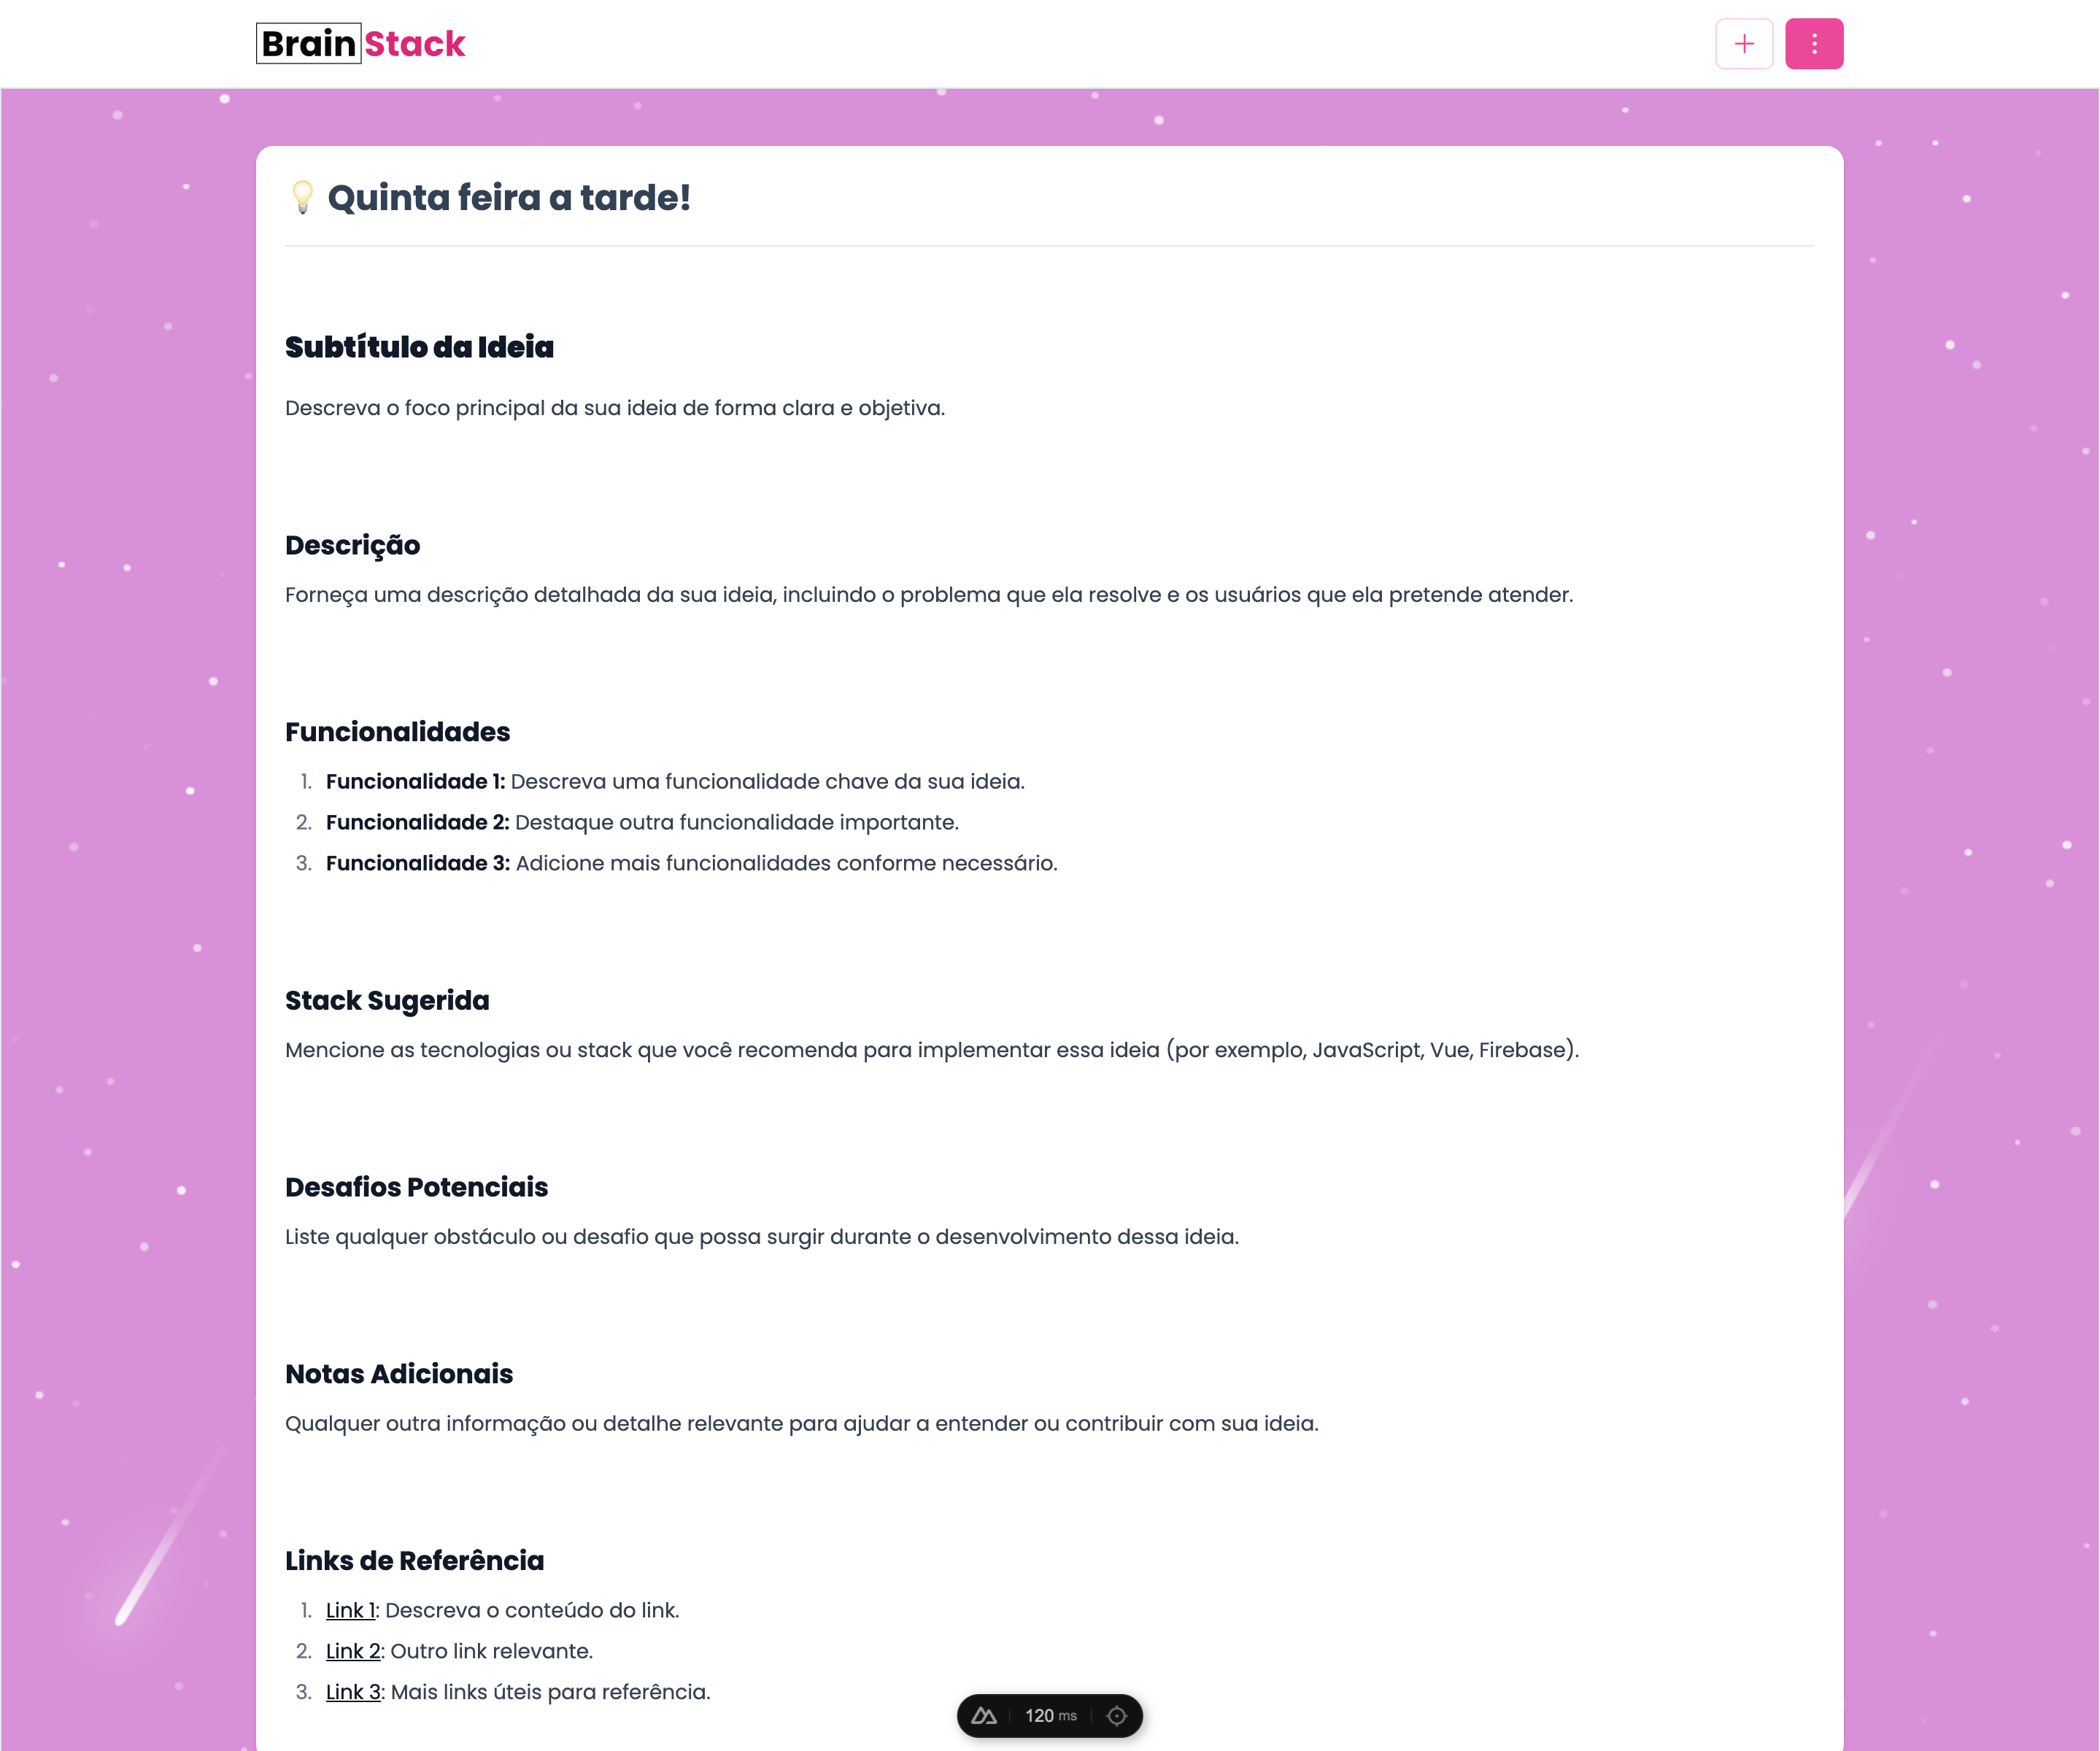 BrainStack
Quinta feira a tarde!
Subtítulo da Ideia
Descreva o foco principal da sua ideia de forma clara e objetiva.
Descrição
Forneça uma descrição detalhada da sua ideia, incluindo o problema que ela resolve e os usuários que ela pretende atender.
Funcionalidades
1. Funcionalidade 1: Descreva uma funcionalidade chave da sua ideia.
2. Funcionalidade 2: Destaque outra funcionalidade importante.
3. Funcionalidade 3: Adicione mais funcionalidades conforme necessário.
Stack Sugerida
Mencione as tecnologias ou stack que você recomenda para implementar essa ideia (por exemplo, JavaScript, Vue, Firebase).
Desafios Potenciais
Liste qualquer obstáculo ou desafio que possa surgir durante o desenvolvimento dessa ideia.
Notas Adicionais
Qualquer outra informação ou detalhe relevante para ajudar a entender ou contribuir com sua ideia.
Links de Referência
1. Link 1: Descreva o conteúdo do link.
2. Link 2: Outro link relevante.
3. Link 3: Mais links úteis para referência.
120 ms